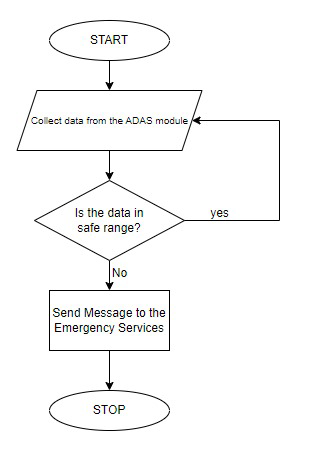 START
Collect data from the ADAS module
Is the data in
safe range?
yes
No
Send Message to the
Emergency Services
STOP